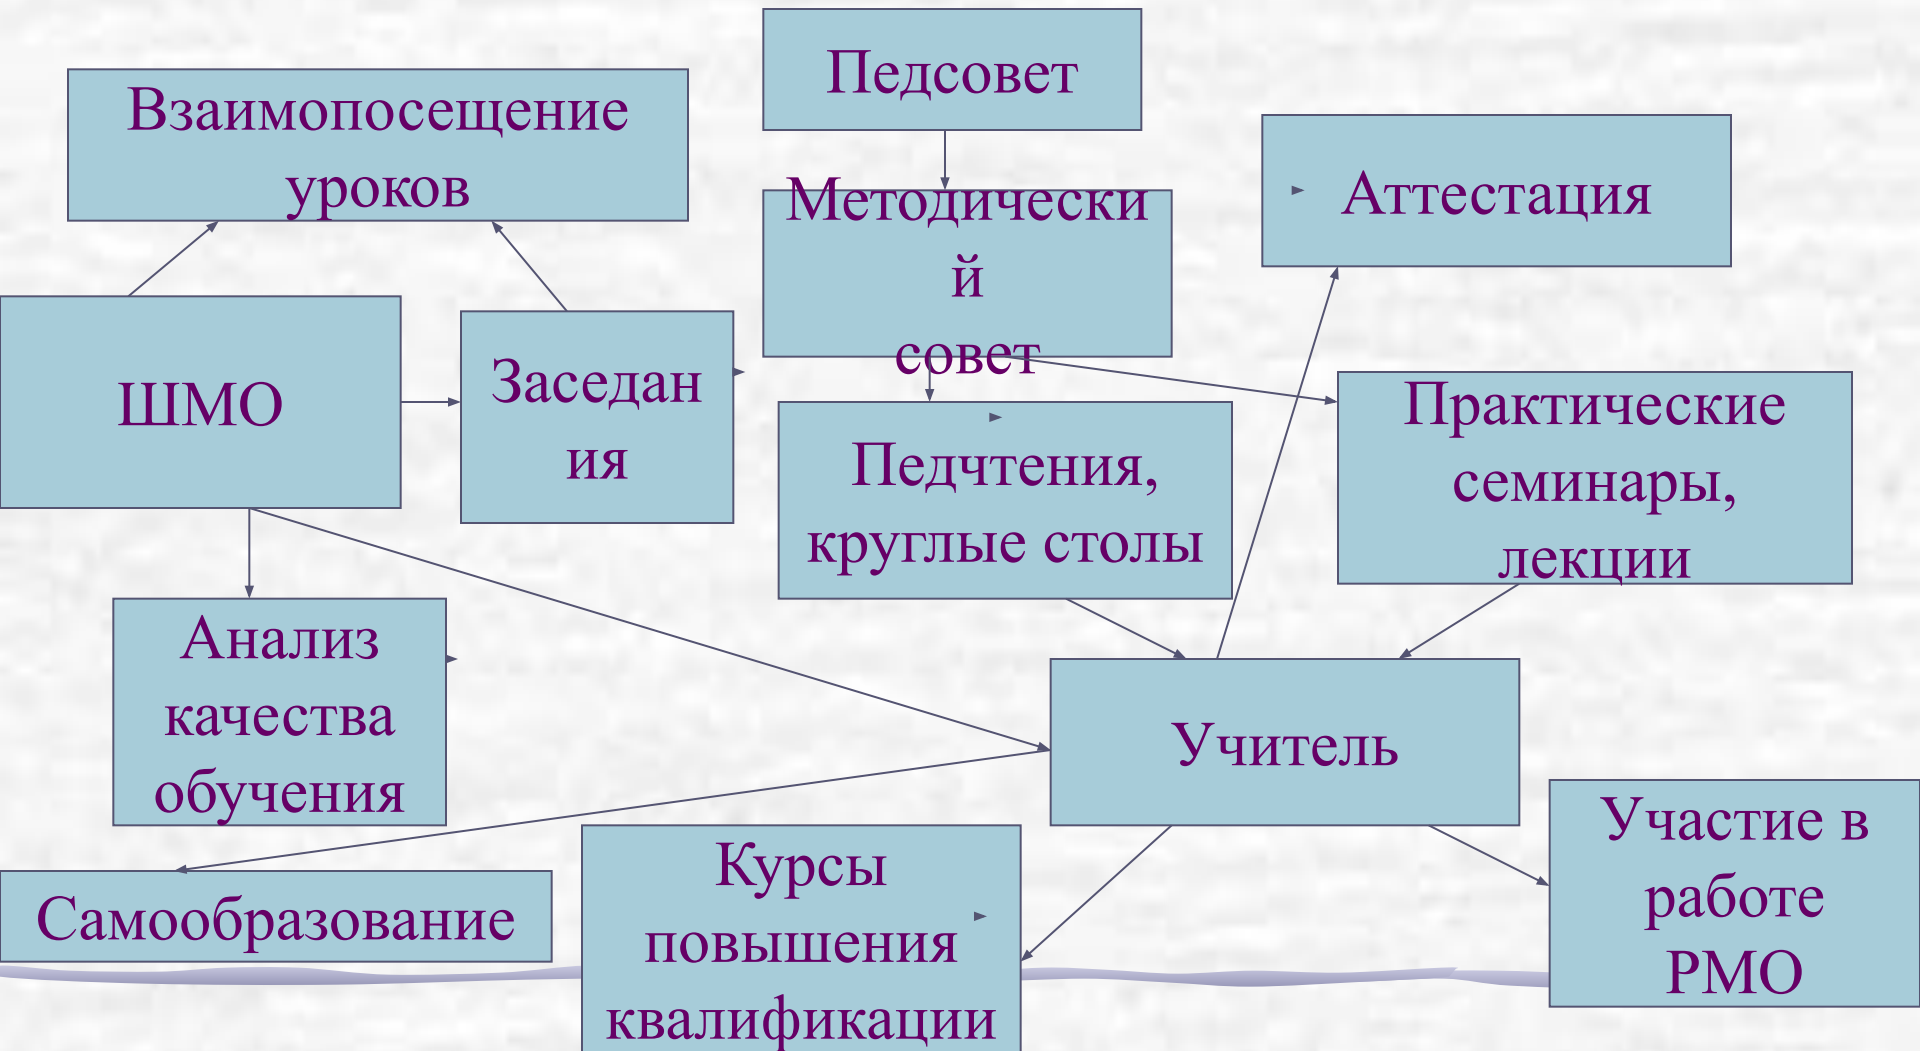 Педсовет
Взаимопосещение
уроков
Аттестация
Методически
й
совет
ШМО
Заседан
ия
Практические
семинары,
лекции
Педчтения,
круглые столы
Анализ
качества
обучения
Учитель
Самообразование
Курсы
повышения
квалификации
Участие в
работе
РМО